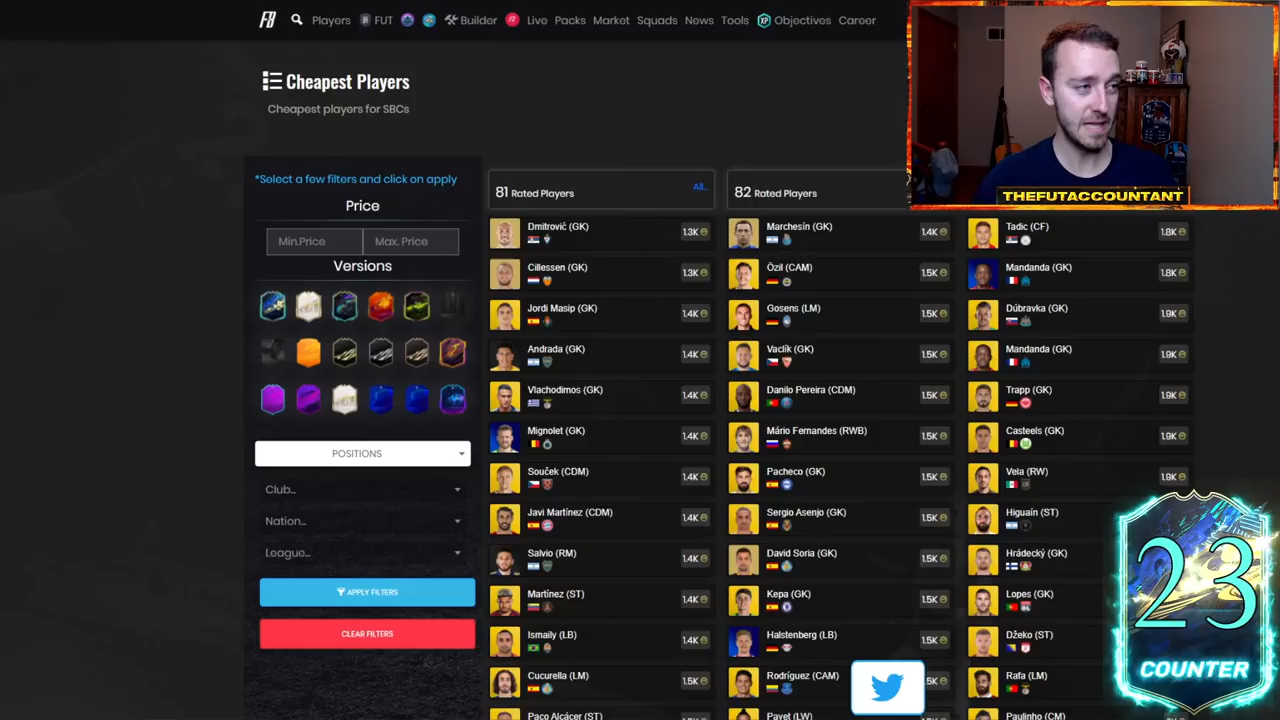 Players FUT Builder Live Packs Market Squads News Tools XP Objectives Career
Cheapest Players
Cheapest players for SBCs
*Select a few filters and click on apply
Price
Min.Price Max. Price
Versions
POSITIONS
Club...
Nation...
League...
APPLY FILTERS
CLEAR FILTERS
81 Rated Players All..
Dmitrovič (GK) 1.3K
Cillessen (GK) 1.3K
Jordi Masip (GK) 1.4K
Andrada (GK) 1.4K
Vlachodimos (GK) 1.4K
Mignolet (GK) 1.4K
Souček (CDM) 1.4K
Javi Martínez (CDM) 1.4K
Salvio (RM) 1.4K
Martínez (ST) 1.4K
Ismaily (LB) 1.4K
Cucurella (LM) 1.5K
Paco Alcácer (ST)
82 Rated Players
Marchesín (GK) 1.4K
Özil (CAM) 1.5K
Gosens (LM) 1.5K
Vaclík (GK) 1.5K
Danilo Pereira (CDM) 1.5K
Mário Fernandes (RWB) 1.5K
Pacheco (GK) 1.5K
Sergio Asenjo (GK) 1.5K
David Soria (GK) 1.5K
Kepa (GK) 1.5K
Halstenberg (LB) 1.5K
Rodríguez (CAM) 5K
Payet (LW)
Tadic (CF) 1.8K
Mandanda (GK) 1.8K
Dúbravka (GK) 1.9K
Mandanda (GK) 1.9K
Trapp (GK) 1.9K
Casteels (GK) 1.9K
Vela (RW) 1.9K
Higuaín (ST)
Hrádecký (GK)
Lopes (GK)
Džeko (ST)
Rafa (LM)
Paulinho (CM)
THEFUTACCOUNTANT
23
COUNTER